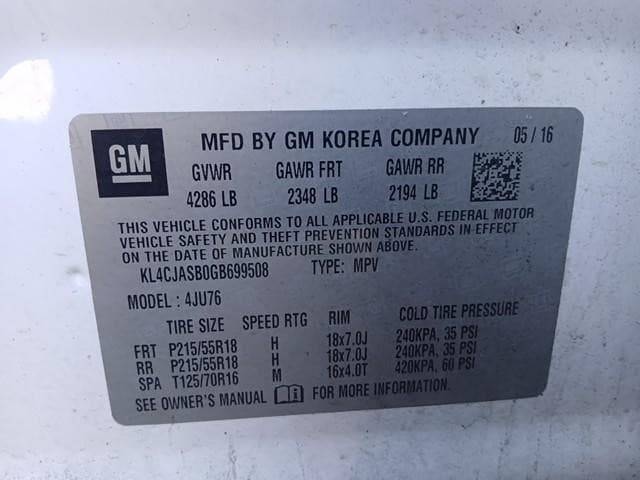 GM MFD BY GM KOREA COMPANY 05 / 16
GVWR GAWR FRT GAWR RR
4286 LB 2348 LB 2194 LB
THIS VEHICLE CONFORMS TO ALL APPLICABLE U.S. FEDERAL MOTOR
VEHICLE SAFETY AND THEFT PREVENTION STANDARDS IN EFFECT
ON THE DATE OF MANUFACTURE SHOWN ABOVE.
KL4CJASB0GB699508 TYPE: MPV
MODEL : 4JU76
TIRE SIZE SPEED RTG RIM COLD TIRE PRESSURE
FRT P215/55R18 H 18x7.0J 240KPA, 35 PSI
RR P215/55R18 H 18x7.0J 240KPA, 35 PSI
SPA T125/70R16 M 16x4.0T 420KPA, 60 PSI
SEE OWNER'S MANUAL FOR MORE INFORMATION.